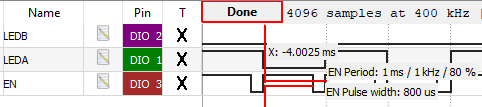 Name Pin T Done 4096 samples at 400 kHz |
LEDB DIO 2 X
LEDA DIO 1 X X: -4.0025 ms
EN DIO 3 X EN Period: 1 ms / 1 kHz / 80 %
EN Pulse width: 800 us